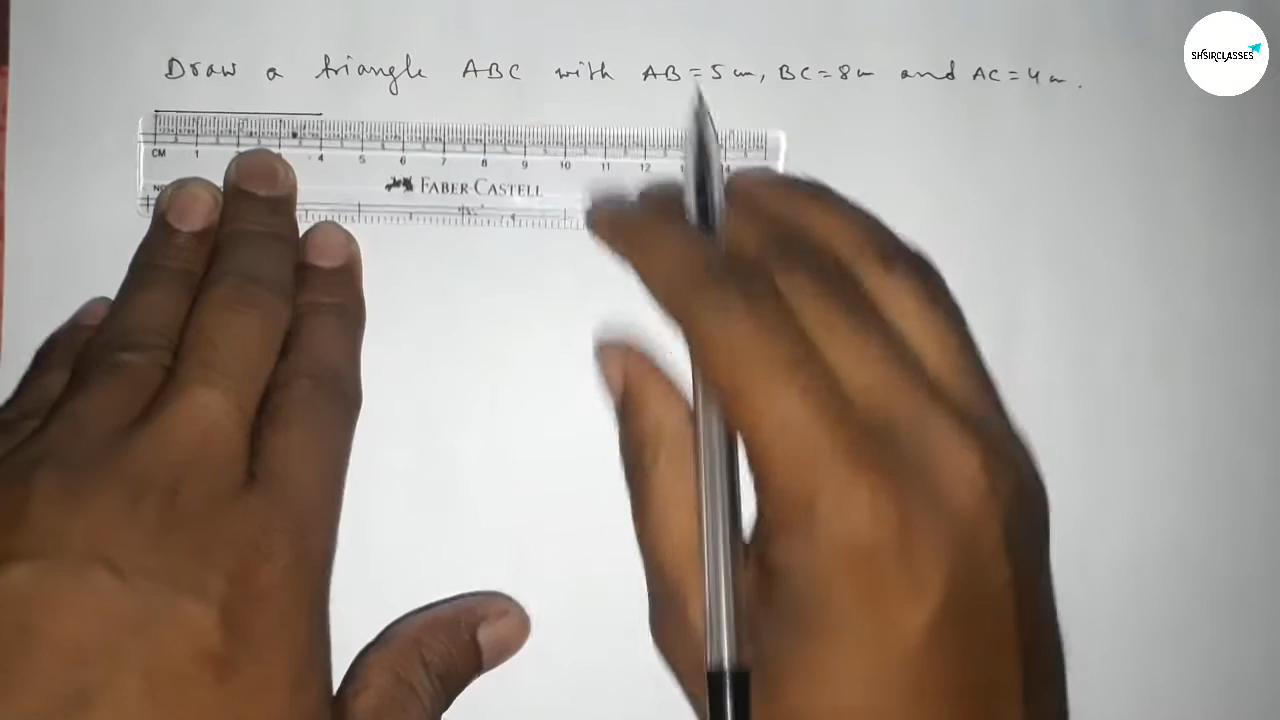 Draw a triangle ABC with AB = 5 cm, BC = 8 cm and AC = 4 cm.
SHSIRCLASSES
CM 1 4 5 6 7 8 9 10 11 12 14
FABER-CASTELL